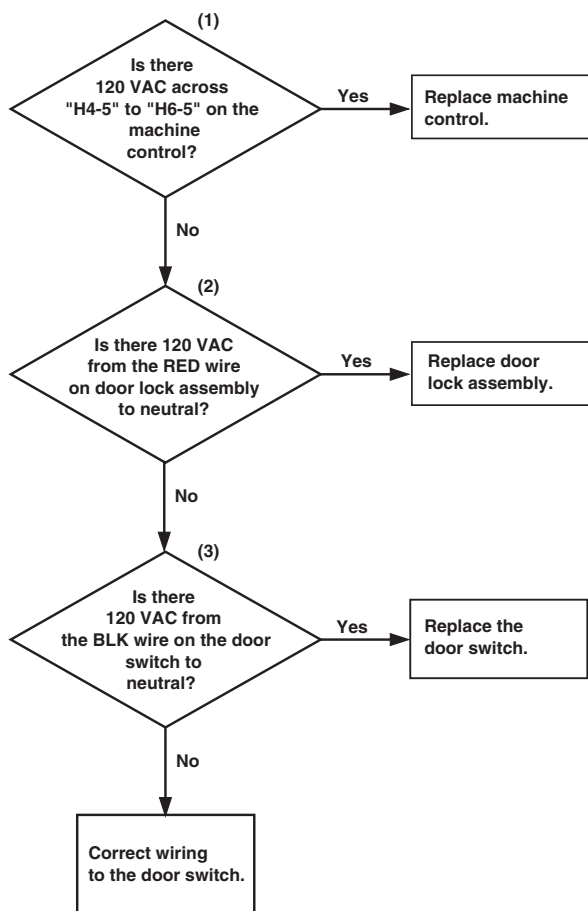 (1)
Is there
120 VAC across
"H4-5" to "H6-5" on the
machine
control?
Yes
Replace machine
control.
No
(2)
Is there 120 VAC
from the RED wire
on door lock assembly
to neutral?
Yes
Replace door
lock assembly.
No
(3)
Is there
120 VAC from
the BLK wire on the door
switch to
neutral?
Yes
Replace the
door switch.
No
Correct wiring
to the door switch.